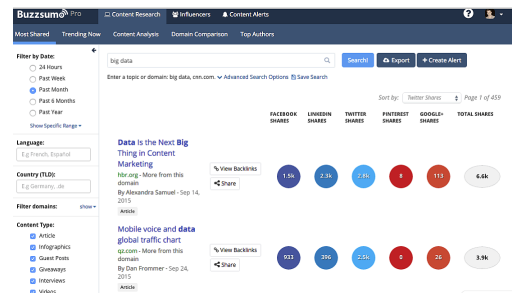 Buzzsumo Pro
Content Research
Influencers
Content Alerts
Most Shared
Trending Now
Content Analysis
Domain Comparison
Top Authors
Filter by Date:
24 Hours
Past Week
Past Month
Past 6 Months
Past Year
Show Specific Range
Language:
E.g French, Español
Country (TLD):
E.g Germany, .de
Filter domains: show
Content Type:
Article
Infographics
Guest Posts
Giveaways
Interviews
Videos
big data
Search!
Export
+ Create Alert
Enter a topic or domain: big data, cnn.com. Advanced Search Options Save Search
Sort by: Twitter Shares Page 1 of 459
FACEBOOK SHARES
LINKEDIN SHARES
TWITTER SHARES
PINTEREST SHARES
GOOGLE+ SHARES
TOTAL SHARES
Data Is the Next Big
Thing in Content
Marketing
hbr.org - More from this
domain
By Alexandra Samuel - Sep 14,
2015
Article
View Backlinks
Share
1.5k
2.3k
2.6k
8
113
6.6k
Mobile voice and data
global traffic chart
qz.com - More from this
domain
By Dan Frommer - Sep 24,
2015
Article
View Backlinks
Share
933
396
2.5k
0
26
3.9k